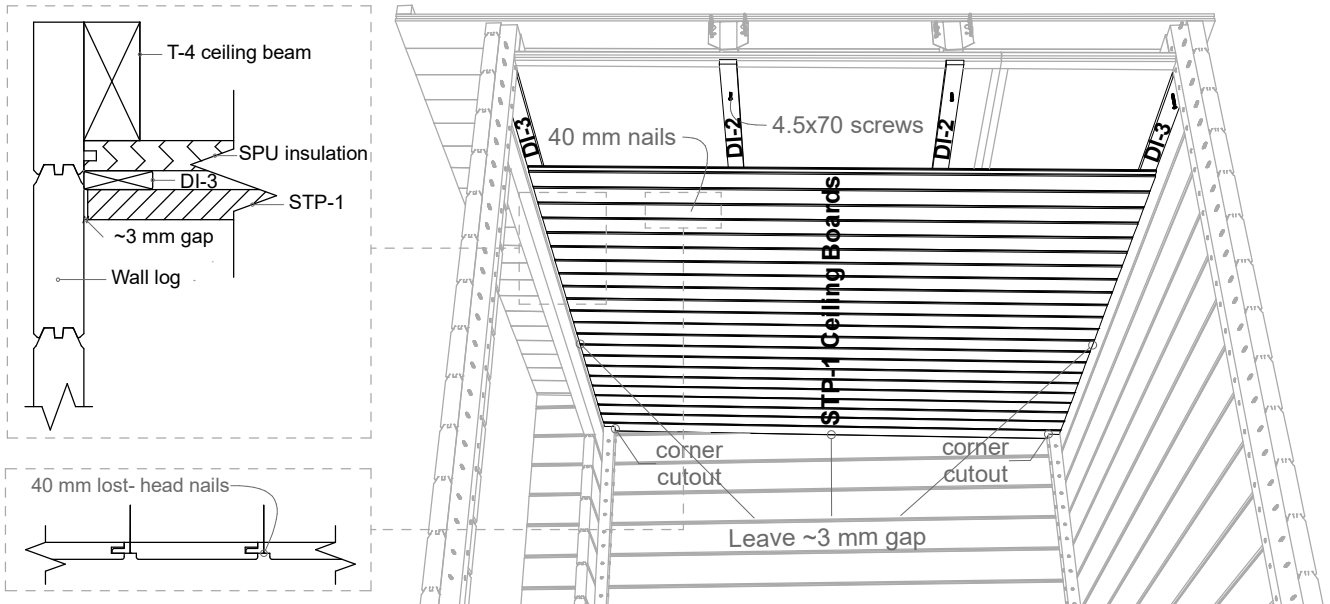 T-4 ceiling beam
SPU insulation
DI-3
STP-1
~3 mm gap
Wall log
40 mm lost- head nails
DI-3
DI-2
DI-2
DI-3
4.5x70 screws
40 mm nails
STP-1 Ceiling Boards
corner
cutout
corner
cutout
Leave ~3 mm gap